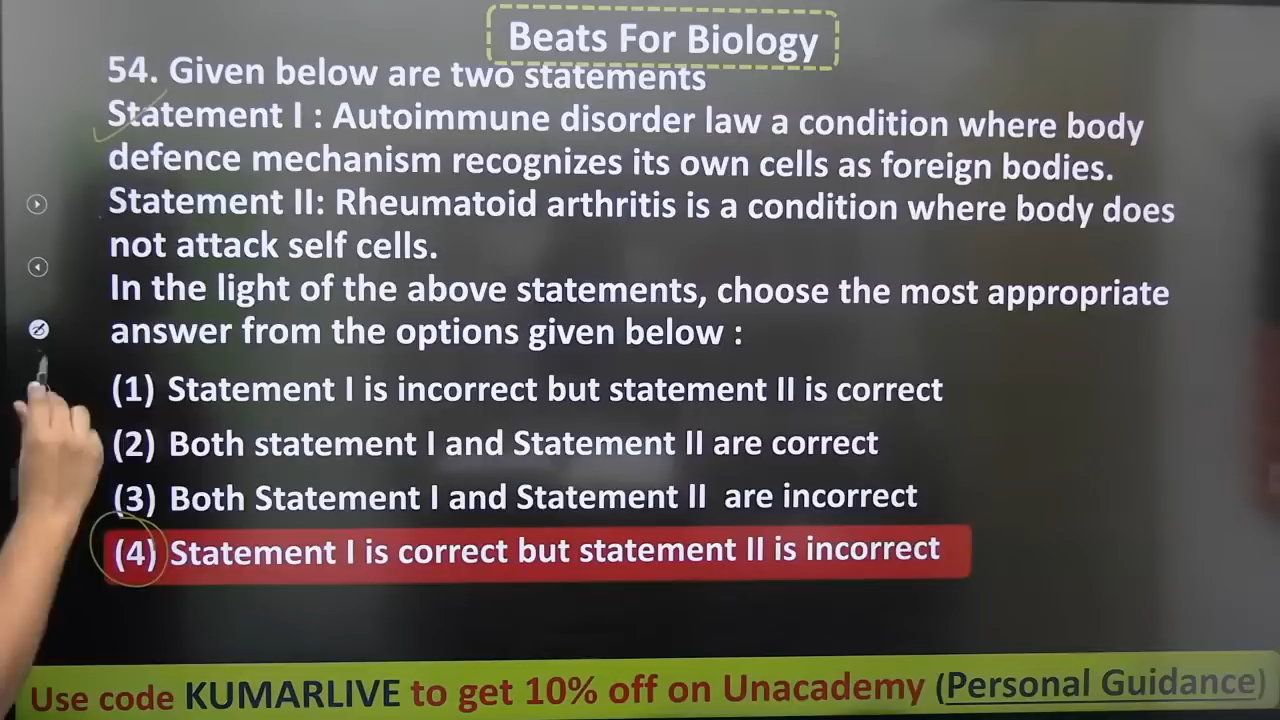 Beats For Biology
54. Given below are two statements
Statement I : Autoimmune disorder law a condition where body
defence mechanism recognizes its own cells as foreign bodies.
Statement II: Rheumatoid arthritis is a condition where body does
not attack self cells.
In the light of the above statements, choose the most appropriate
answer from the options given below :
(1) Statement I is incorrect but statement II is correct
(2) Both statement I and Statement II are correct
(3) Both Statement I and Statement II are incorrect
(4) Statement I is correct but statement II is incorrect
Use code KUMARLIVE to get 10% off on Unacademy (Personal Guidance)